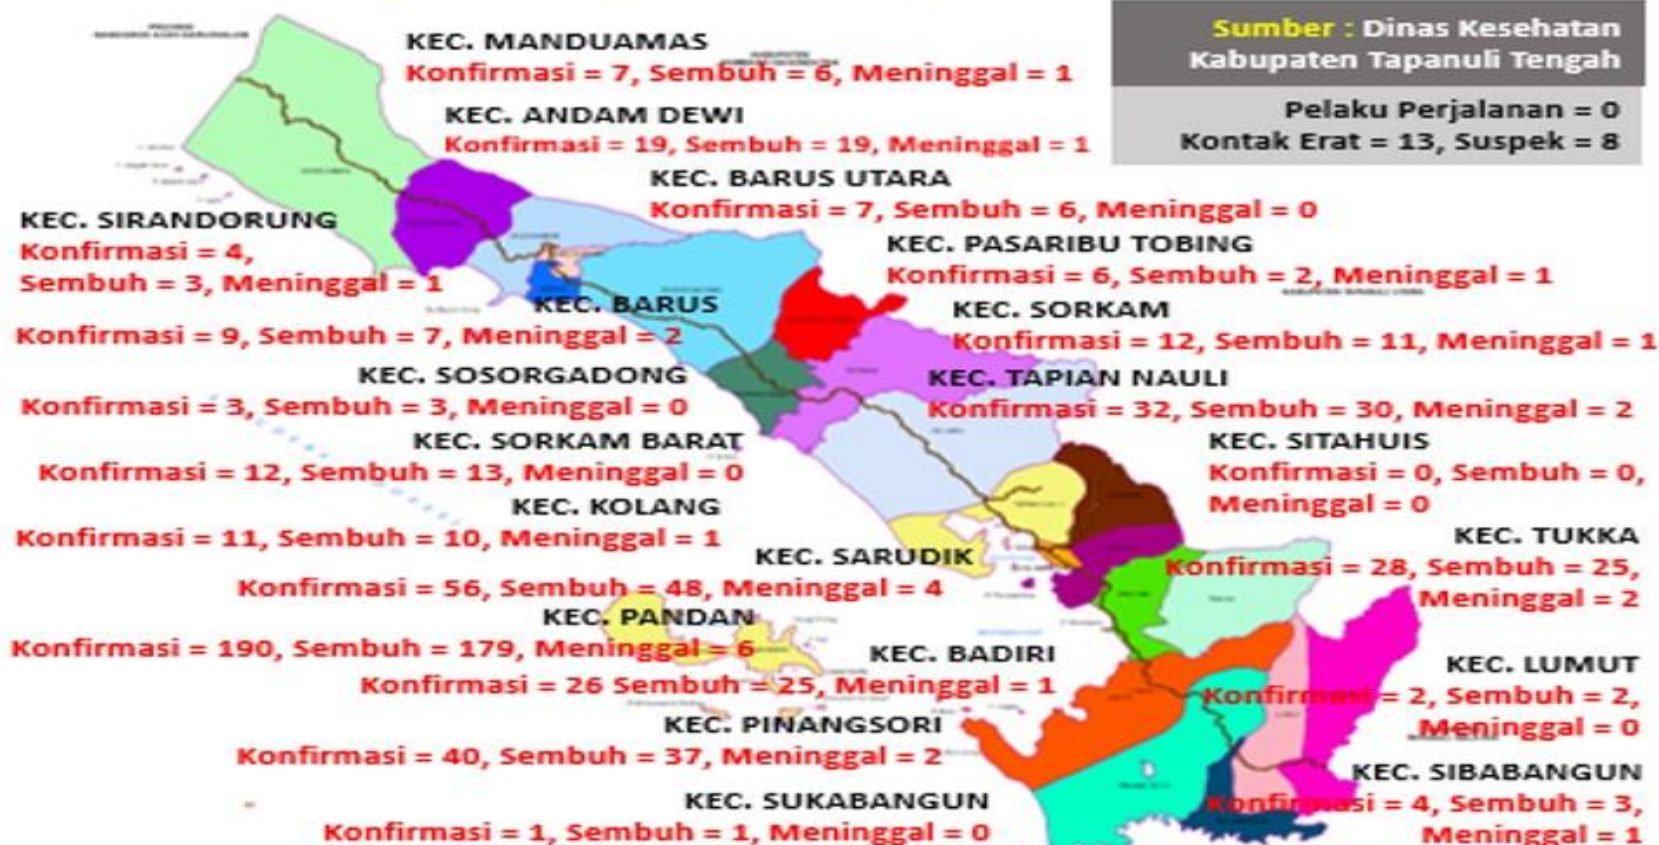 Sumber : Dinas Kesehatan
Kabupaten Tapanuli Tengah
Pelaku Perjalanan = 0
Kontak Erat = 13, Suspek = 8
KEC. MANDUAMAS
Konfirmasi = 7, Sembuh = 6, Meninggal = 1
KEC. ANDAM DEWI
Konfirmasi = 19, Sembuh = 19, Meninggal = 1
KEC. BARUS UTARA
Konfirmasi = 7, Sembuh = 6, Meninggal = 0
KEC. SIRANDORUNG
Konfirmasi = 4,
Sembuh = 3, Meninggal = 1
KEC. PASARIBU TOBING
Konfirmasi = 6, Sembuh = 2, Meninggal = 1
KEC. BARUS
Konfirmasi = 9, Sembuh = 7, Meninggal = 2
KEC. SORKAM
Konfirmasi = 12, Sembuh = 11, Meninggal = 1
KEC. SOSORGADONG
Konfirmasi = 3, Sembuh = 3, Meninggal = 0
KEC. TAPIAN NAULI
Konfirmasi = 32, Sembuh = 30, Meninggal = 2
KEC. SORKAM BARAT
Konfirmasi = 12, Sembuh = 13, Meninggal = 0
KEC. SITAHUIS
Konfirmasi = 0, Sembuh = 0,
Meninggal = 0
KEC. KOLANG
Konfirmasi = 11, Sembuh = 10, Meninggal = 1
KEC. TUKKA
Konfirmasi = 28, Sembuh = 25,
Meninggal = 2
KEC. SARUDIK
Konfirmasi = 56, Sembuh = 48, Meninggal = 4
KEC. PANDAN
Konfirmasi = 190, Sembuh = 179, Meninggal = 6
KEC. BADIRI
Konfirmasi = 26 Sembuh = 25, Meninggal = 1
KEC. LUMUT
Konfirmasi = 2, Sembuh = 2,
Meninggal = 0
KEC. PINANGSORI
Konfirmasi = 40, Sembuh = 37, Meninggal = 2
KEC. SIBABANGUN
Konfirmasi = 4, Sembuh = 3,
Meninggal = 1
KEC. SUKABANGUN
Konfirmasi = 1, Sembuh = 1, Meninggal = 0